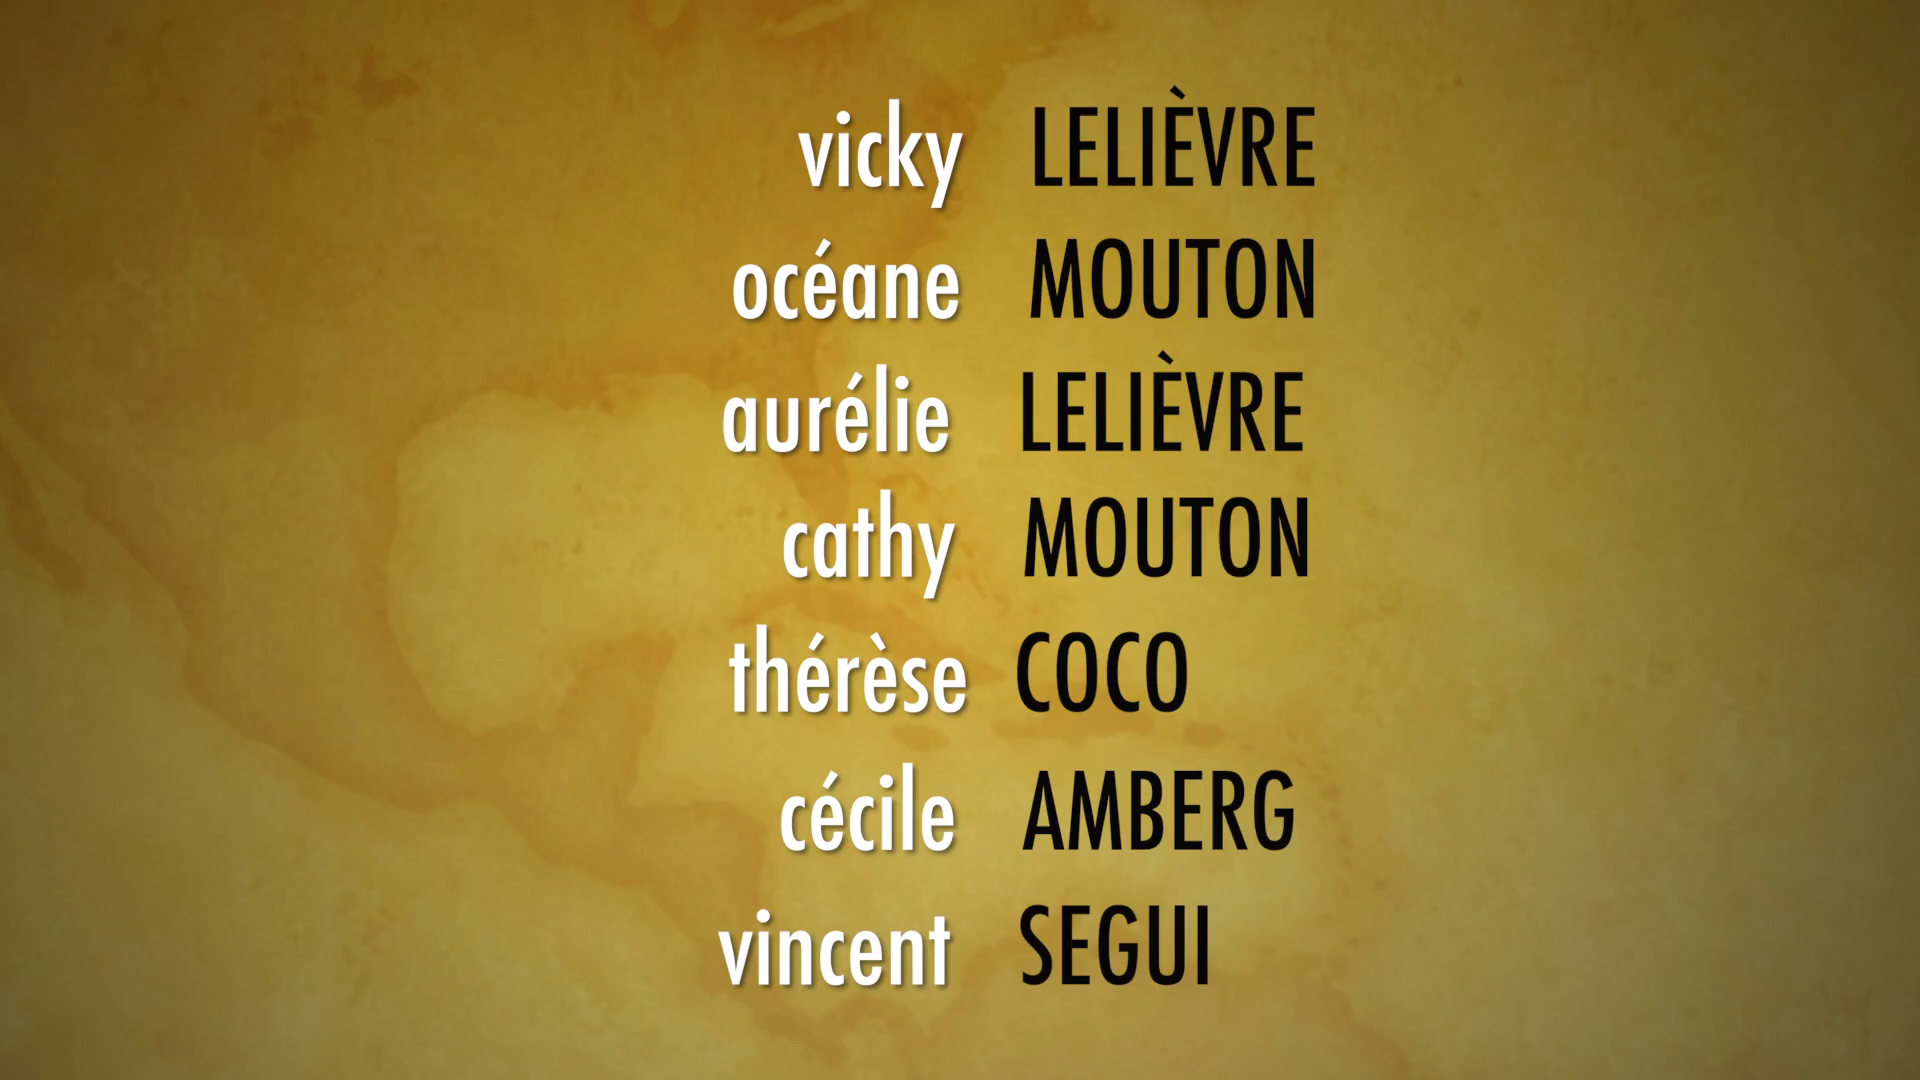 vicky LELIÈVRE
océane MOUTON
aurélie LELIÈVRE
cathy MOUTON
thérèse COCO
cécile AMBERG
vincent SEGUI